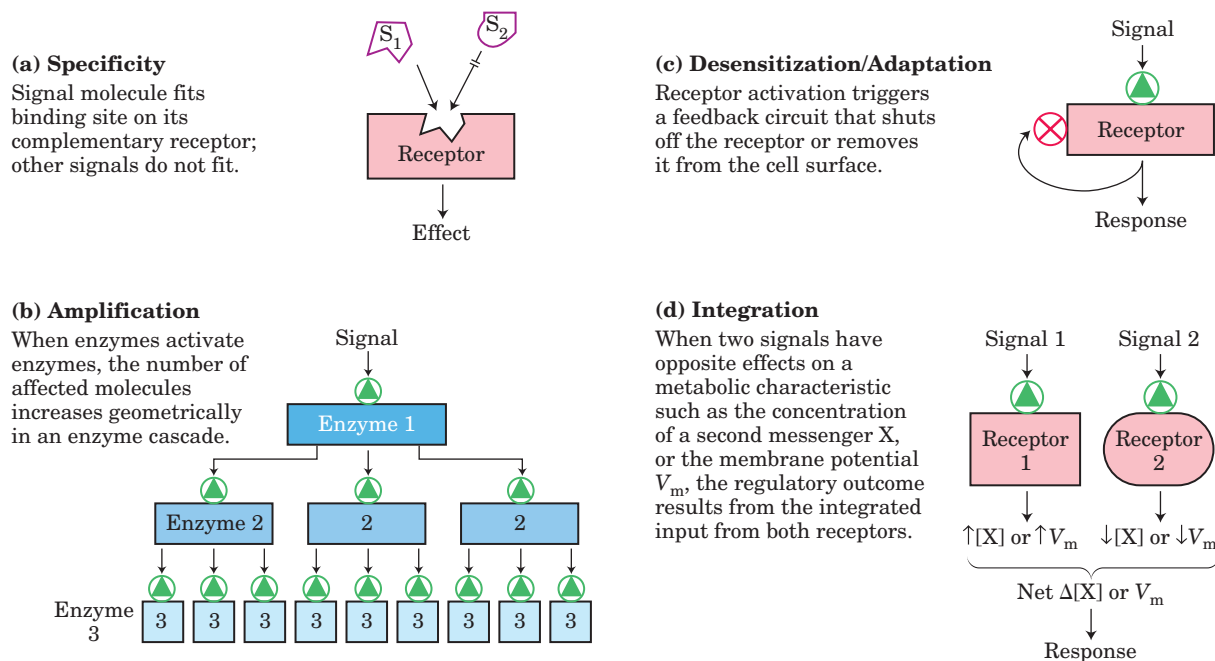 (a) Specificity
Signal molecule fits
binding site on its
complementary receptor;
other signals do not fit.
S1
S2
Receptor
Effect
(c) Desensitization/Adaptation
Receptor activation triggers
a feedback circuit that shuts
off the receptor or removes
it from the cell surface.
Signal
Receptor
Response
(b) Amplification
When enzymes activate
enzymes, the number of
affected molecules
increases geometrically
in an enzyme cascade.
Signal
Enzyme 1
Enzyme 2
2
2
Enzyme
3
3 3 3 3 3 3 3 3 3
(d) Integration
When two signals have
opposite effects on a
metabolic characteristic
such as the concentration
of a second messenger X,
or the membrane potential
Vm, the regulatory outcome
results from the integrated
input from both receptors.
Signal 1
Signal 2
Receptor
1
Receptor
2
↑[X] or ↑Vm
↓[X] or ↓Vm
Net Δ[X] or Vm
Response